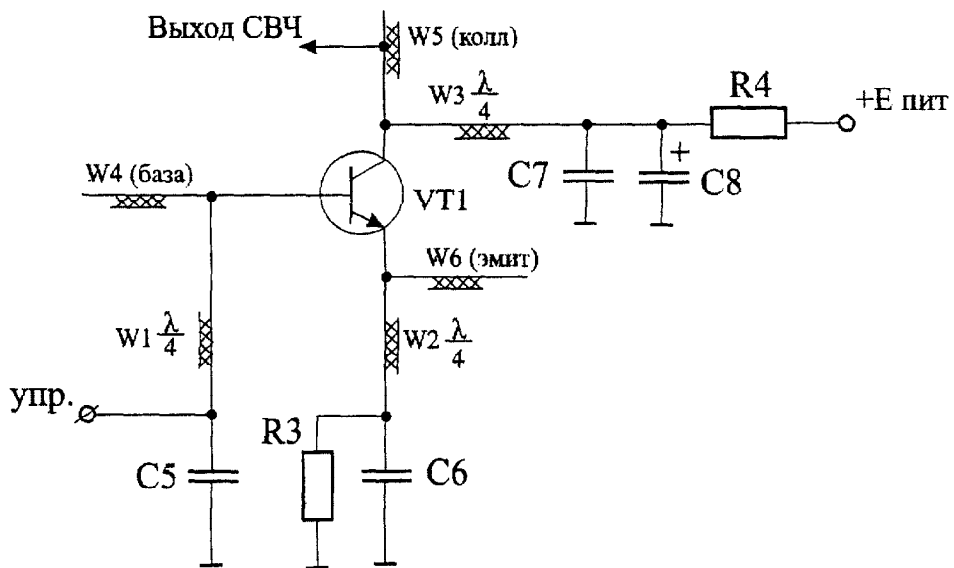 Выход СВЧ
W5 (колл)
W3 λ/4
R4
+E пит
C7
+
C8
W4 (база)
VT1
W6 (эмит)
W1 λ/4
W2 λ/4
упр.
R3
C5
C6